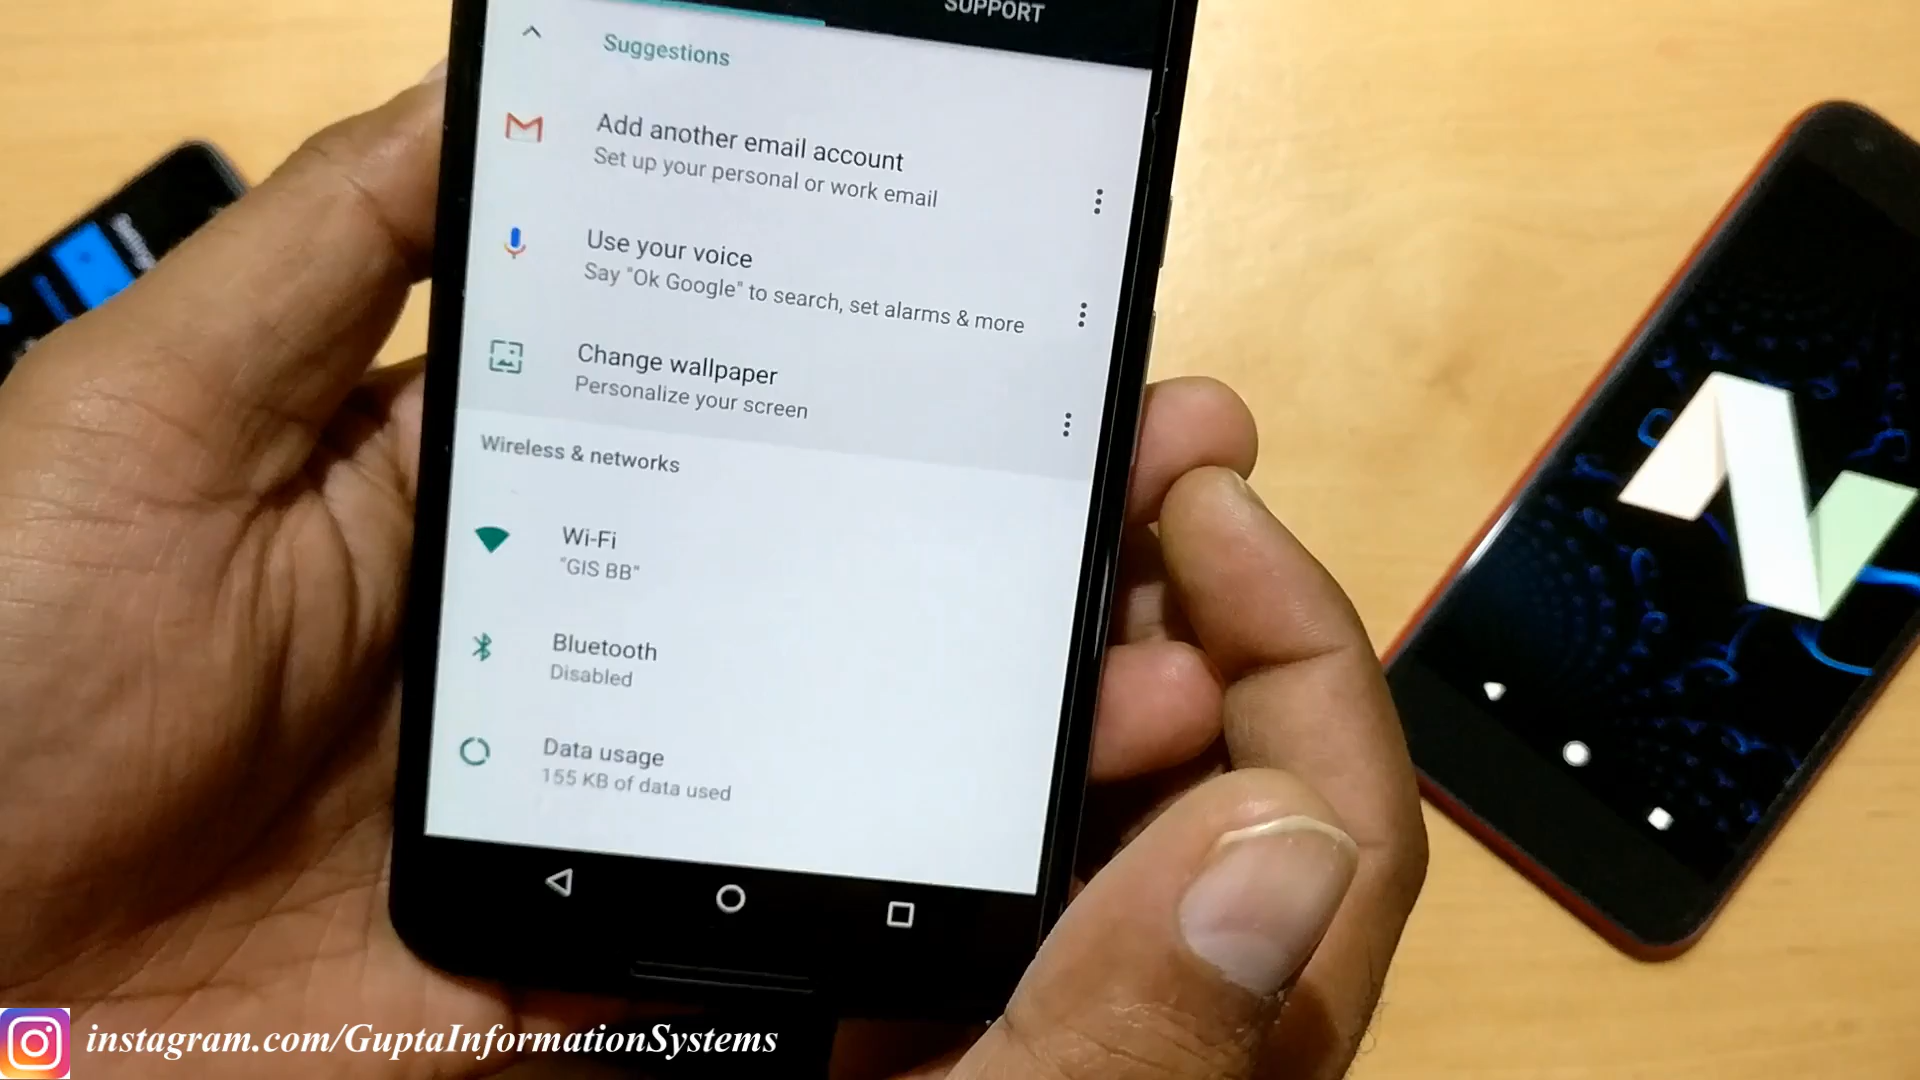 SUPPORT
Suggestions
Add another email account
Set up your personal or work email
Use your voice
Say "Ok Google" to search, set alarms & more
Change wallpaper
Personalize your screen
Wireless & networks
Wi-Fi
"GIS BB"
Bluetooth
Disabled
Data usage
155 KB of data used
instagram.com/GuptaInformationSystems